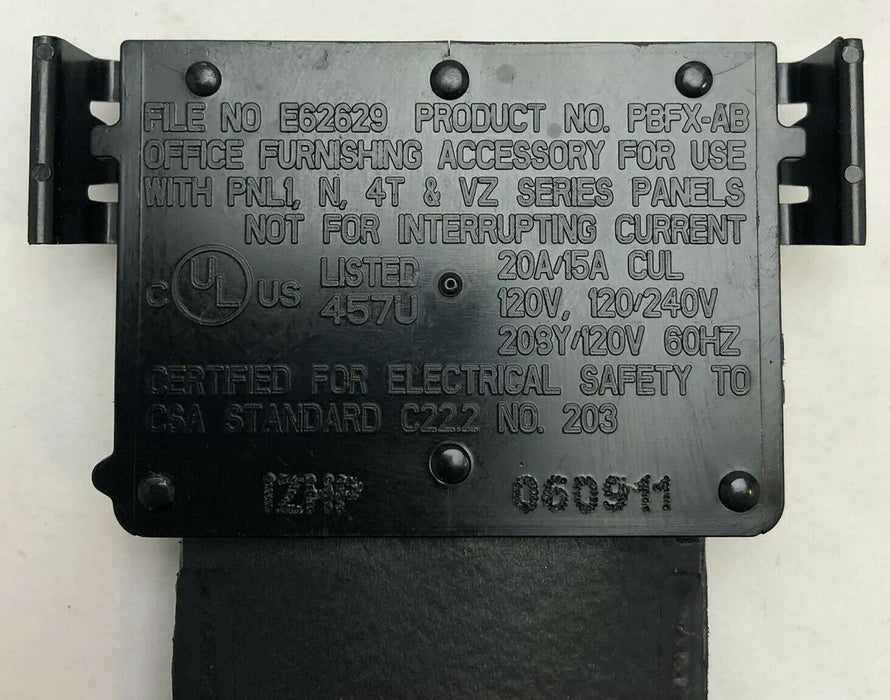 FILE NO E62629 PRODUCT NO. PBFX-AB
OFFICE FURNISHING ACCESSORY FOR USE
WITH PNL1, N, 4T & VZ SERIES PANELS
NOT FOR INTERRUPTING CURRENT
C UL US LISTED 20A/15A CUL
457U 120V, 120/240V
208Y/120V 60HZ
CERTIFIED FOR ELECTRICAL SAFETY TO
CSA STANDARD C22.2 NO. 203
IZHP 060911